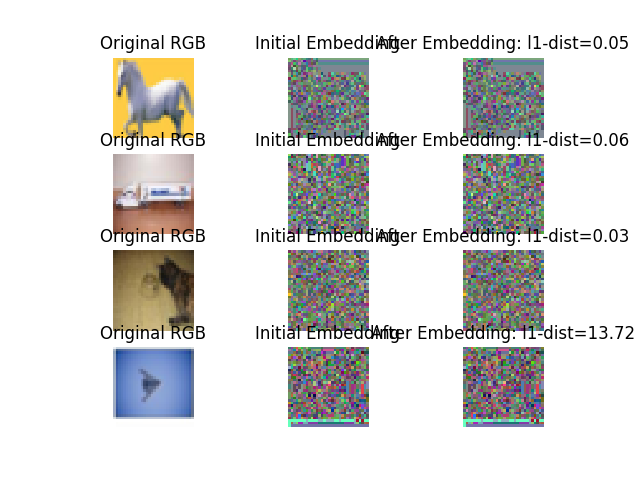 Original RGB Initial Embedding After Embedding: l1-dist=0.05
Original RGB Initial Embedding After Embedding: l1-dist=0.06
Original RGB Initial Embedding After Embedding: l1-dist=0.03
Original RGB Initial Embedding After Embedding: l1-dist=13.72